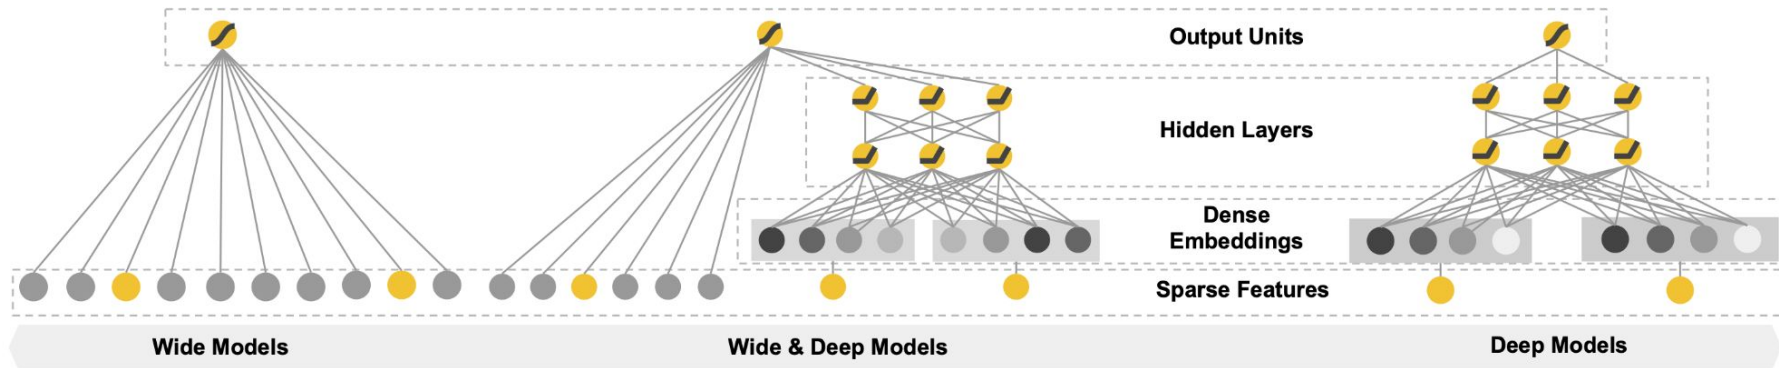 Output Units
Hidden Layers
Dense
Embeddings
Sparse Features
Wide Models
Wide & Deep Models
Deep Models